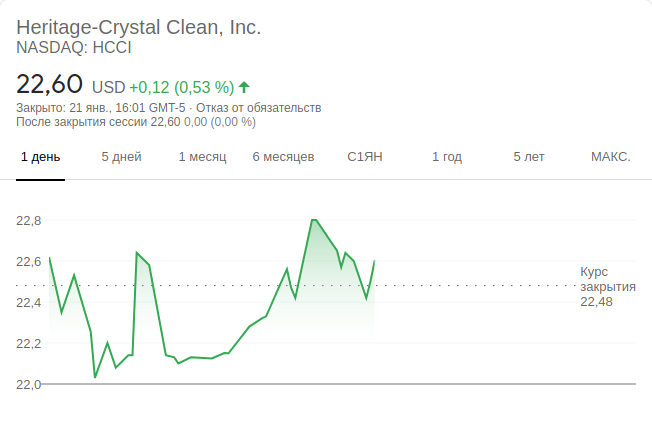 Heritage-Crystal Clean, Inc.
NASDAQ: HCCI
22,60 USD +0,12 (0,53 %)
Закрыто: 21 янв., 16:01 GMT-5 · Отказ от обязательств
После закрытия сессии 22,60 0,00 (0,00 %)
1 день 5 дней 1 месяц 6 месяцев С1ЯН 1 год 5 лет МАКС.
22,8
22,6
22,4
22,2
22,0
Курс
закрытия
22,48